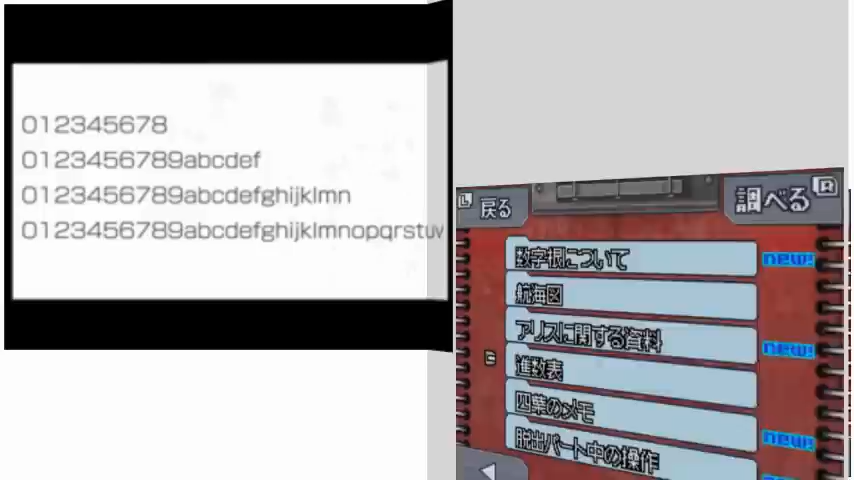 012345678
0123456789abcdef
0123456789abcdefghijklmn
0123456789abcdefghijklmnopqrstuv
L 戻る
調べる R
数字根について new!
航海図
アリスに関する資料 new!
進数表
四葉のメモ new!
脱出パート中の操作